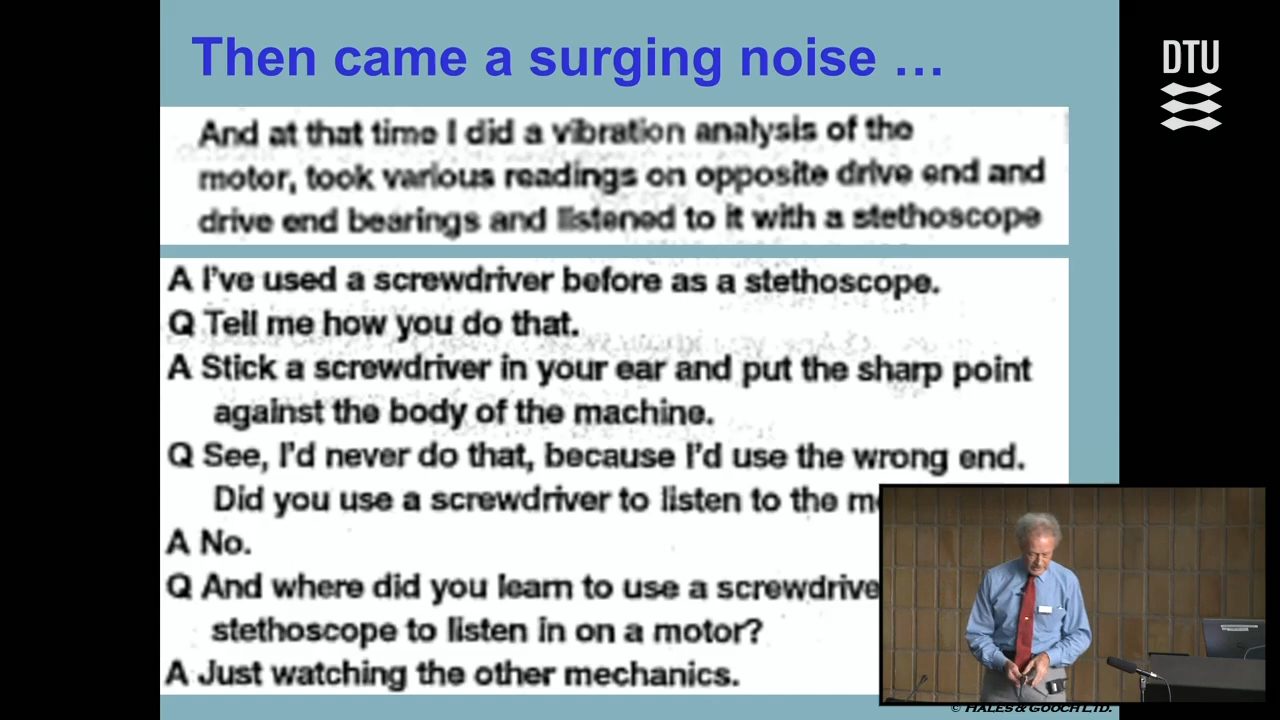 Then came a surging noise …
DTU
And at that time I did a vibration analysis of the
motor, took various readings on opposite drive end and
drive end bearings and listened to it with a stethoscope
A I've used a screwdriver before as a stethoscope.
Q Tell me how you do that.
A Stick a screwdriver in your ear and put the sharp point
against the body of the machine.
Q See, I'd never do that, because I'd use the wrong end.
Did you use a screwdriver to listen to the
A No.
Q And where did you learn to use a
stethoscope to listen in on a motor?
A Just watching the other mechanics.
© HALES & GOOCH LTD.